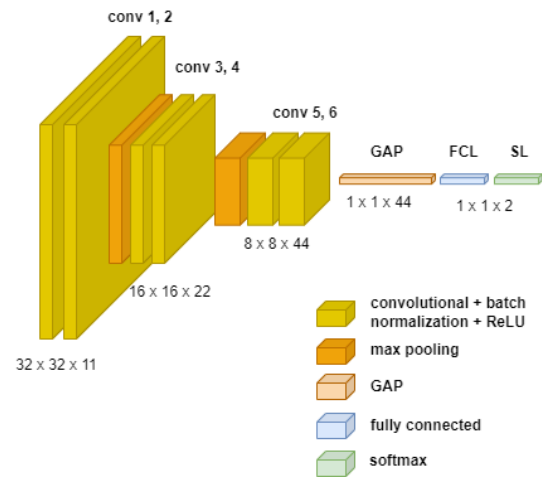 conv 1, 2
conv 3, 4
conv 5, 6
GAP
FCL
SL
1 x 1 x 44
1 x 1 x 2
8 x 8 x 44
16 x 16 x 22
32 x 32 x 11
convolutional + batch
normalization + ReLU
max pooling
GAP
fully connected
softmax